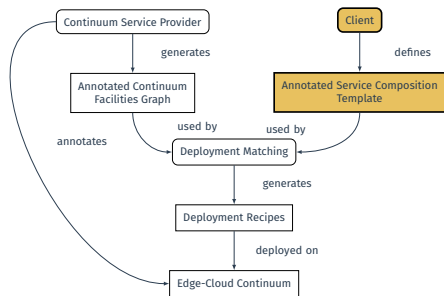 Continuum Service Provider
Client
generates
defines
Annotated Continuum
Facilities Graph
Annotated Service Composition
Template
annotates
used by
used by
Deployment Matching
generates
Deployment Recipes
deployed on
Edge-Cloud Continuum